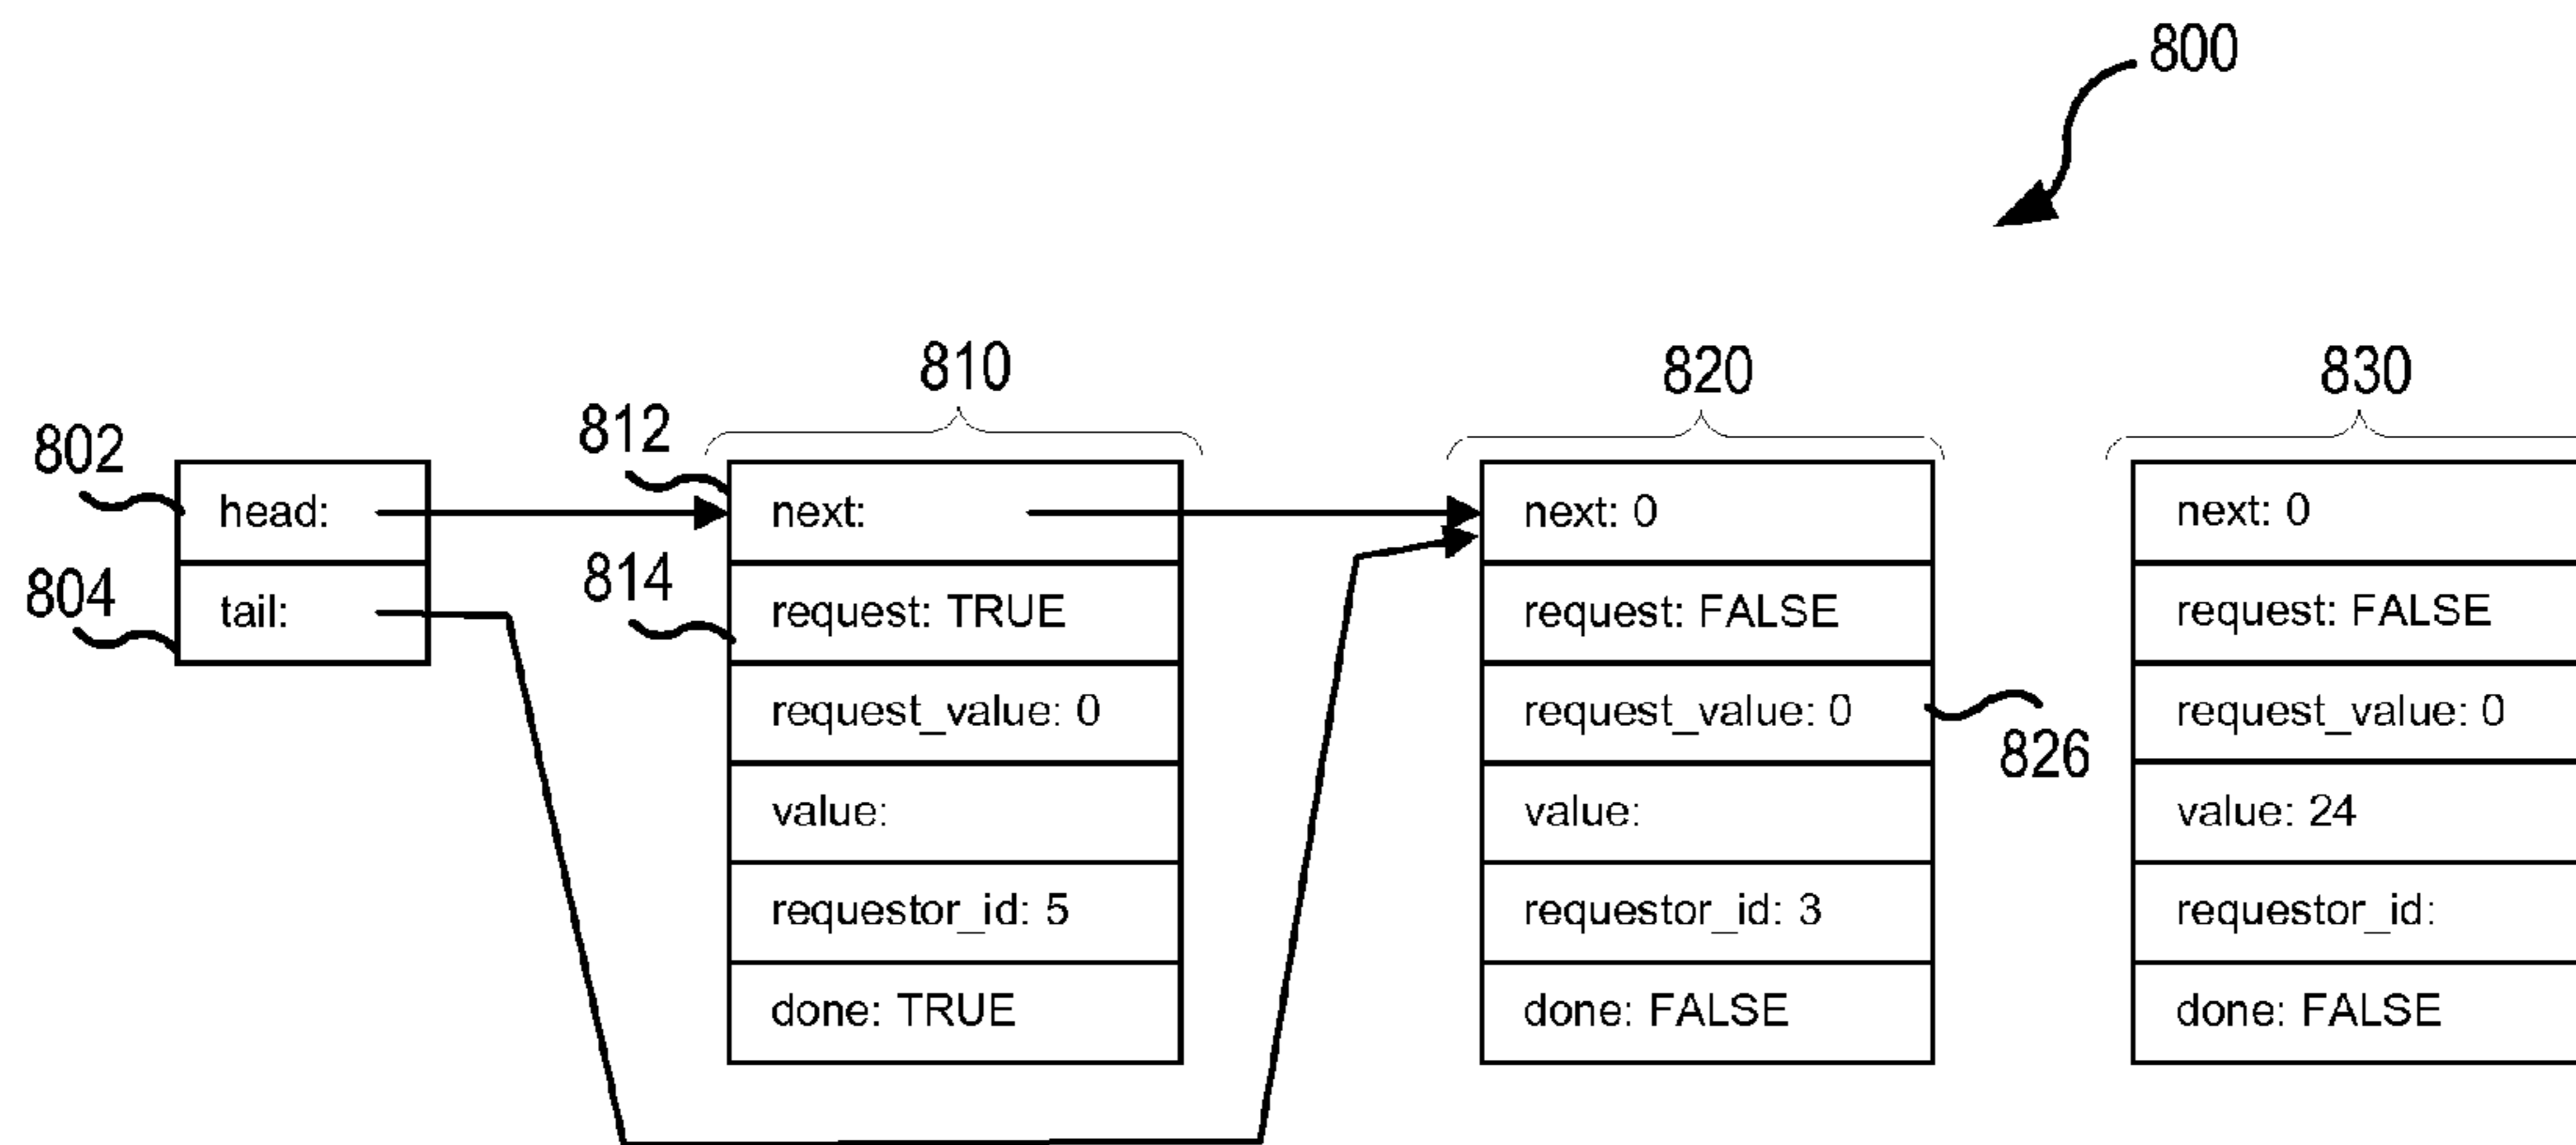 800
810
820
830
802
804
head:
tail:
812
814
next:
request: TRUE
request_value: 0
value:
requestor_id: 5
done: TRUE
next: 0
request: FALSE
request_value: 0
value:
requestor_id: 3
done: FALSE
826
next: 0
request: FALSE
request_value: 0
value: 24
requestor_id:
done: FALSE